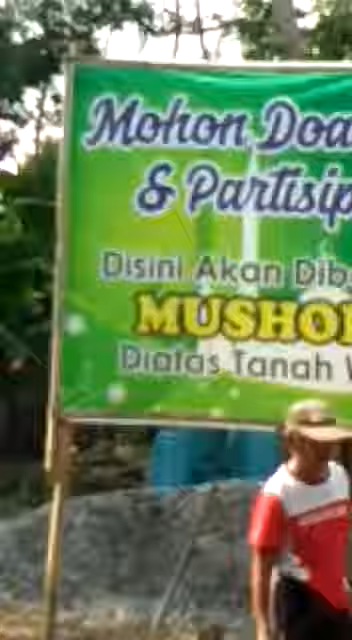 Mohon Doa
& Partisip
Disini Akan Dib
MUSHO
Diatas Tanah W